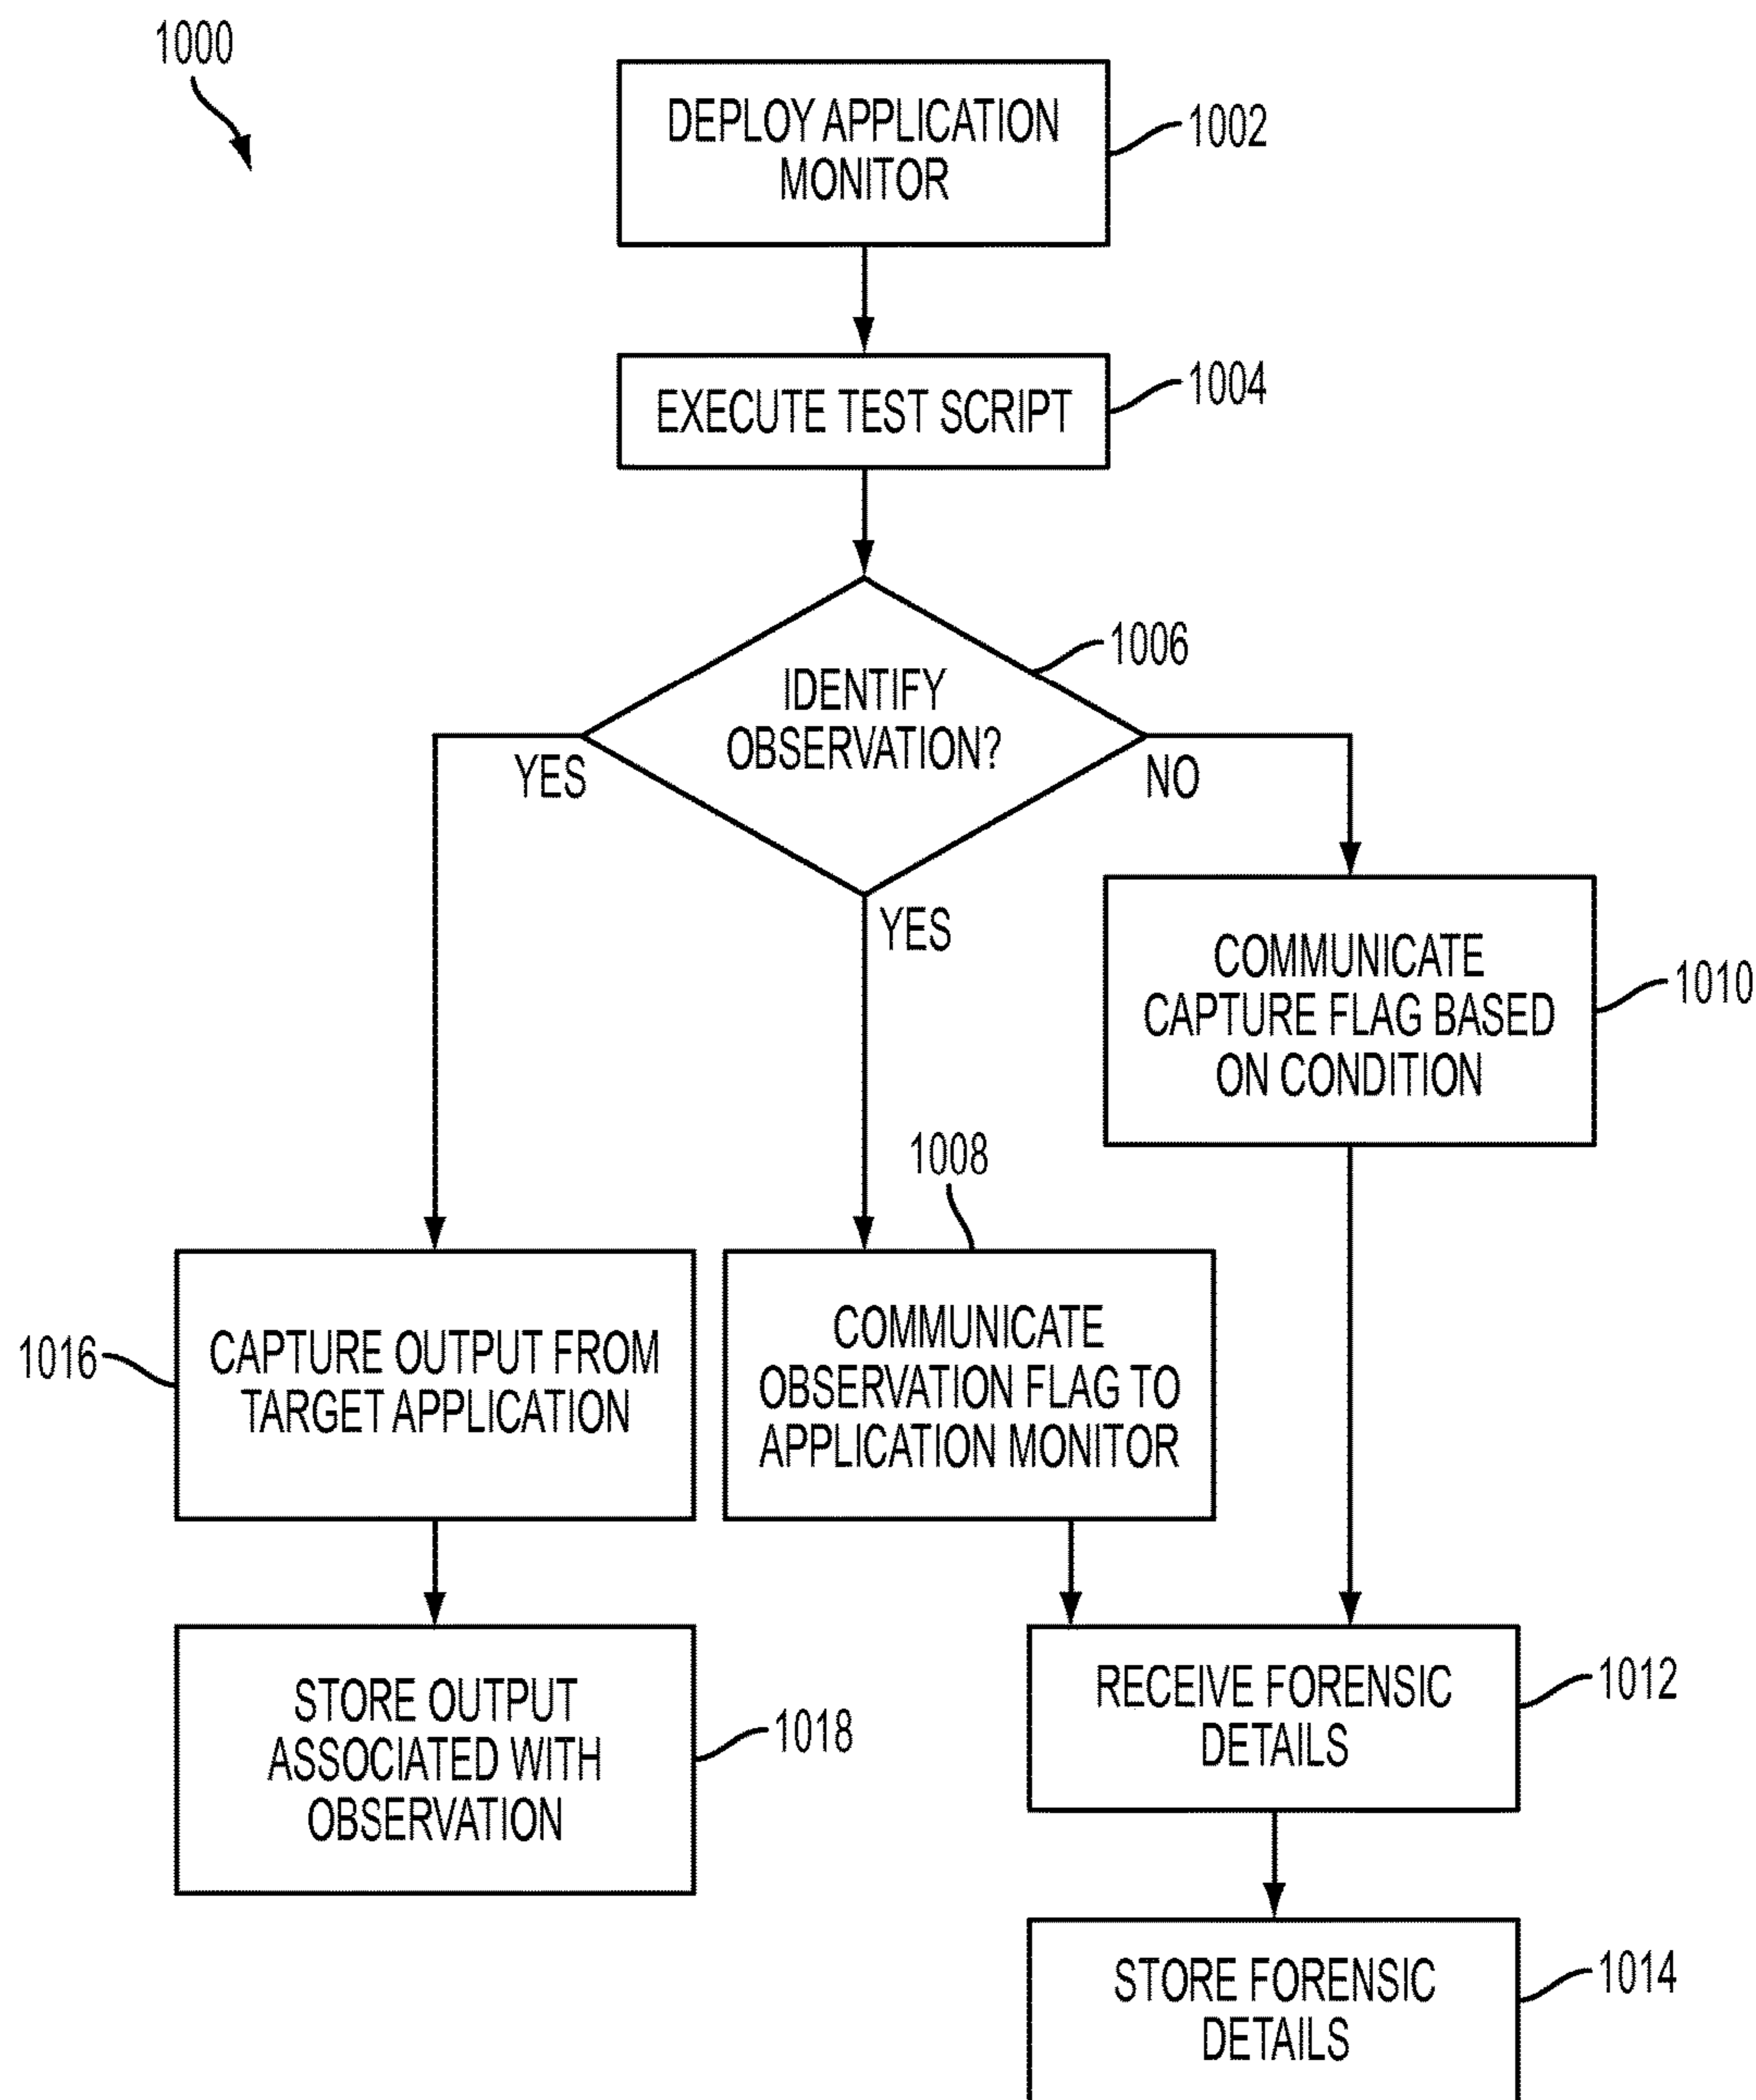 1000
DEPLOY APPLICATION
MONITOR
1002
EXECUTE TEST SCRIPT
1004
IDENTIFY
OBSERVATION?
1006
YES
YES
NO
COMMUNICATE
CAPTURE FLAG BASED
ON CONDITION
1010
1008
COMMUNICATE
OBSERVATION FLAG TO
APPLICATION MONITOR
1016
CAPTURE OUTPUT FROM
TARGET APPLICATION
STORE OUTPUT
ASSOCIATED WITH
OBSERVATION
1018
RECEIVE FORENSIC
DETAILS
1012
STORE FORENSIC
DETAILS
1014